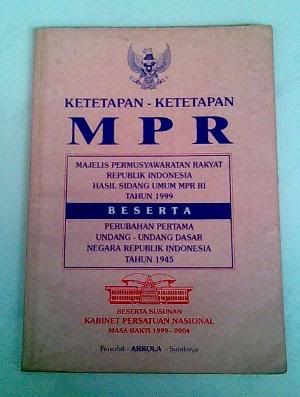 KETETAPAN - KETETAPAN
MPR
MAJELIS PERMUSYAWARATAN RAKYAT
REPUBLIK INDONESIA
HASIL SIDANG UMUM MPR RI
TAHUN 1999
BESERTA
PERUBAHAN PERTAMA
UNDANG - UNDANG DASAR
NEGARA REPUBLIK INDONESIA
TAHUN 1945
BESERTA SUSUNAN
KABINET PERSATUAN NASIONAL
MASA BAKTI 1999 - 2004
Penerbit - ARKOLA - Surabaya